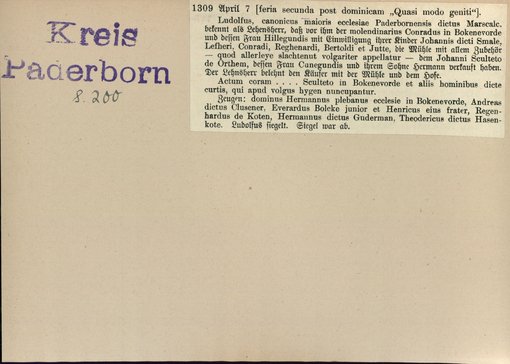 Kreis
Paderborn
S. 200
1309 April 7 [feria secunda post dominicam „Quasi modo geniti“].
Ludolfus, canonicus maioris ecclesiae Paderbornensis dictus Marscalc.
bekennt als Lehensherr, daß vor ihm der molendinarius Conradus in Bokenevorde
und dessen Frau Hillegundis mit Einwilligung ihrer Kinder Johannis dicti Smale,
Lefheri, Conradi, Reghenardi, Bertoldi et Jutte, die Mühle mit allem Zubehör
— quod allerleye slachtenut volgariter appellatur — dem Johanni Sculteto
de Orthem, dessen Frau Cunegundis und ihrem Sohne Hermann verkauft haben.
Der Lehnsherr belehnt den Käufer mit der Mühle und dem Hofe.
Actum coram . . . . Sculteto in Bokenevorde et aliis hominibus dicte
curtis, qui apud volgus hygen nuncupantur.
Zeugen: dominus Hermannus plebanus ecclesie in Bokenevorde, Andreas
dictus Clusener, Everardus Bolcke junior et Henricus eius frater, Regen-
hardus de Koten, Hermannus dictus Guderman, Theodericus dictus Hasen-
kote. Ludolfus siegelt. Siegel war ab.